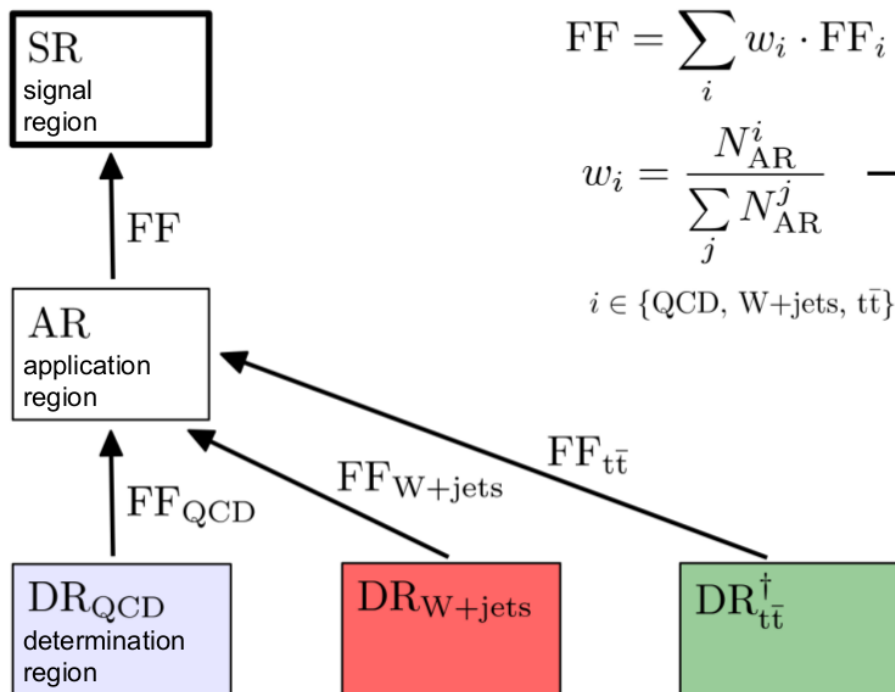 SR
signal
region
FF = ∑ w_i · FF_i
i
w_i = N^i_AR / ∑_j N^j_AR
i ∈ {QCD, W+jets, tt̄}
FF
AR
application
region
FF_QCD
FF_W+jets
FF_tt̄
DR_QCD
determination
region
DR_W+jets
DR^†_tt̄